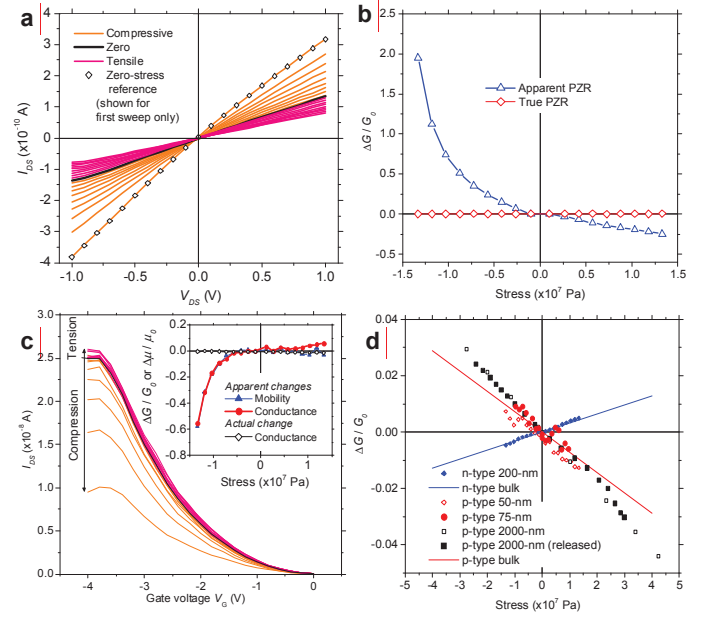 a
I_DS (x10^-10 A)
4
3
2
1
0
-1
-2
-3
-4
Compressive
Zero
Tensile
Zero-stress
reference
(shown for
first sweep only)
-1.0
-0.5
0.0
0.5
1.0
V_DS (V)
b
ΔG / G_0
2.5
2.0
1.5
1.0
0.5
0.0
-0.5
Apparent PZR
True PZR
-1.5
-1.0
-0.5
0.0
0.5
1.0
1.5
Stress (x10^7 Pa)
c
I_DS (x10^-8 A)
3.0
2.5
2.0
1.5
1.0
0.5
0.0
Tension
Compression
ΔG / G_0 or Δμ / μ_0
0.2
0.0
-0.2
-0.4
-0.6
-0.8
Apparent changes
Mobility
Conductance
Actual change
Conductance
-1
0
1
Stress (x10^7 Pa)
-4
-3
-2
-1
0
Gate voltage V_G (V)
d
ΔG / G_0
0.04
0.02
0.00
-0.02
-0.04
n-type 200-nm
n-type bulk
p-type 50-nm
p-type 75-nm
p-type 2000-nm
p-type 2000-nm (released)
p-type bulk
-5
-4
-3
-2
-1
0
1
2
3
4
5
Stress (x10^7 Pa)